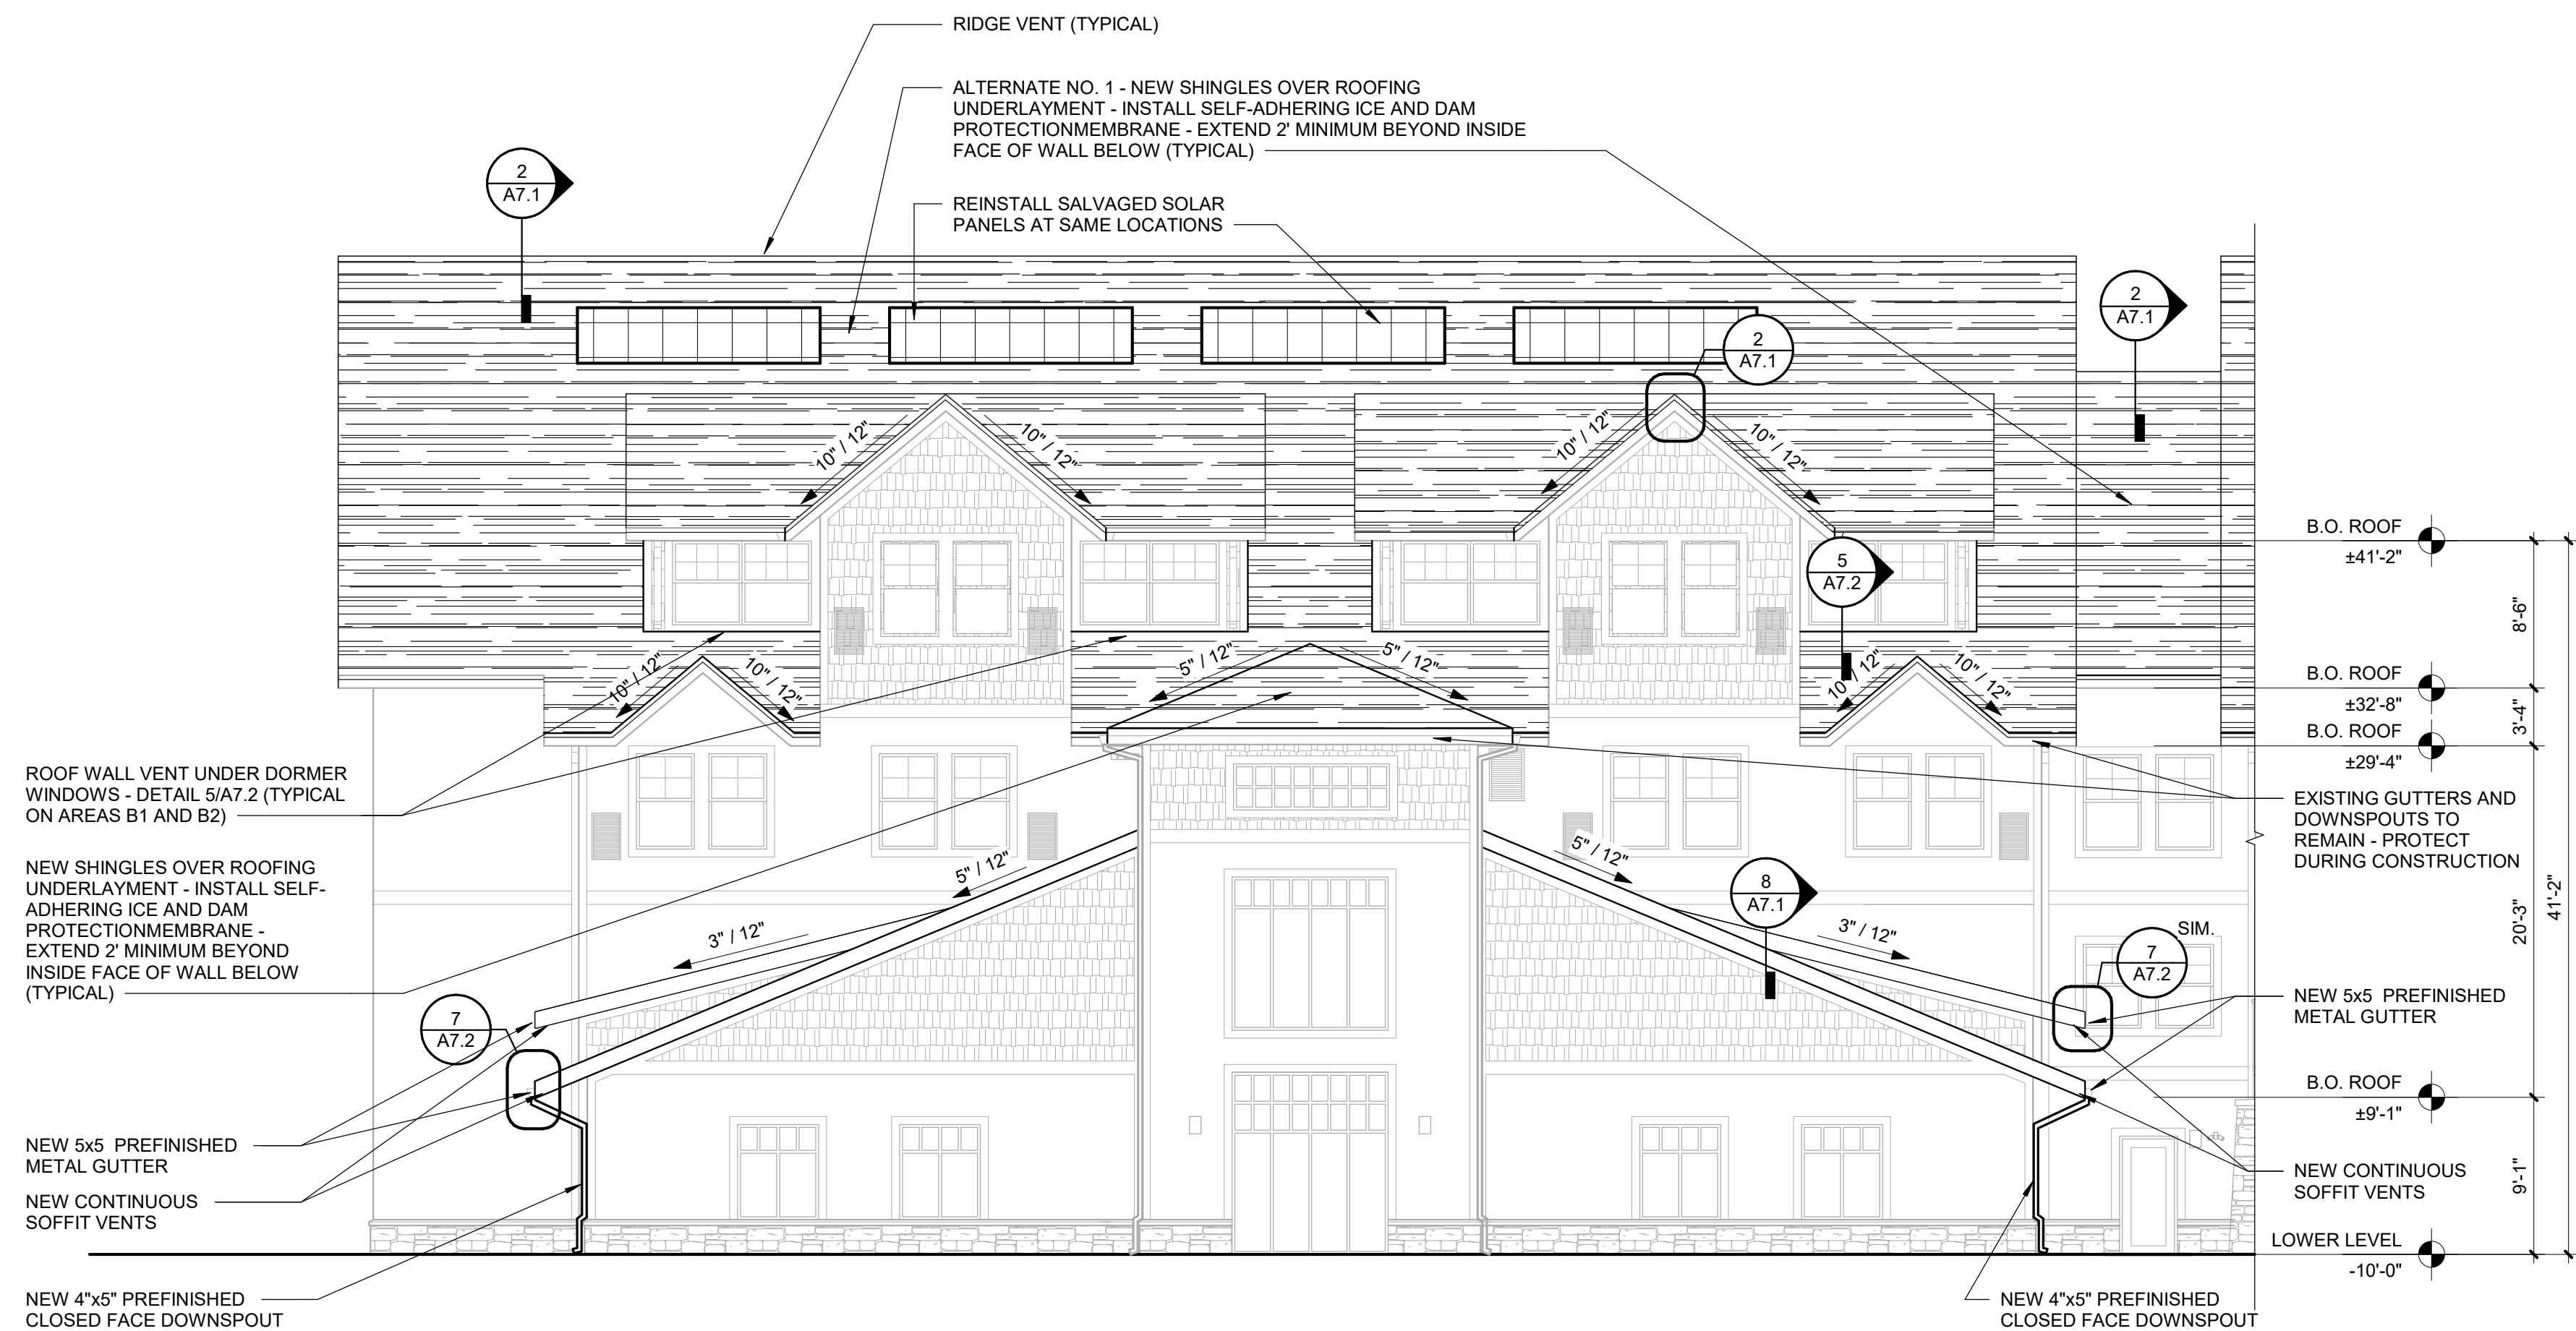 RIDGE VENT (TYPICAL)
ALTERNATE NO. 1 - NEW SHINGLES OVER ROOFING
UNDERLAYMENT - INSTALL SELF-ADHERING ICE AND DAM
PROTECTIONMEMBRANE - EXTEND 2' MINIMUM BEYOND INSIDE
FACE OF WALL BELOW (TYPICAL)
2
A7.1
REINSTALL SALVAGED SOLAR
PANELS AT SAME LOCATIONS
2
A7.1
2
A7.1
10" / 12"
10" / 12"
10" / 12"
10" / 12"
B.O. ROOF
±41'-2"
5
A7.2
8'-6"
10" / 12"
10" / 12"
5" / 12"
5" / 12"
10" / 12"
10" / 12"
B.O. ROOF
±32'-8"
3'-4"
B.O. ROOF
±29'-4"
ROOF WALL VENT UNDER DORMER
WINDOWS - DETAIL 5/A7.2 (TYPICAL
ON AREAS B1 AND B2)
EXISTING GUTTERS AND
DOWNSPOUTS TO
REMAIN - PROTECT
DURING CONSTRUCTION
NEW SHINGLES OVER ROOFING
UNDERLAYMENT - INSTALL SELF-
ADHERING ICE AND DAM
PROTECTIONMEMBRANE -
EXTEND 2' MINIMUM BEYOND
INSIDE FACE OF WALL BELOW
(TYPICAL)
5" / 12"
5" / 12"
8
A7.1
3" / 12"
3" / 12"
20'-3"
41'-2"
SIM.
7
A7.2
7
A7.2
NEW 5x5 PREFINISHED
METAL GUTTER
B.O. ROOF
±9'-1"
NEW 5x5 PREFINISHED
METAL GUTTER
NEW CONTINUOUS
SOFFIT VENTS
NEW CONTINUOUS
SOFFIT VENTS
9'-1"
LOWER LEVEL
-10'-0"
NEW 4"x5" PREFINISHED
CLOSED FACE DOWNSPOUT
NEW 4"x5" PREFINISHED
CLOSED FACE DOWNSPOUT